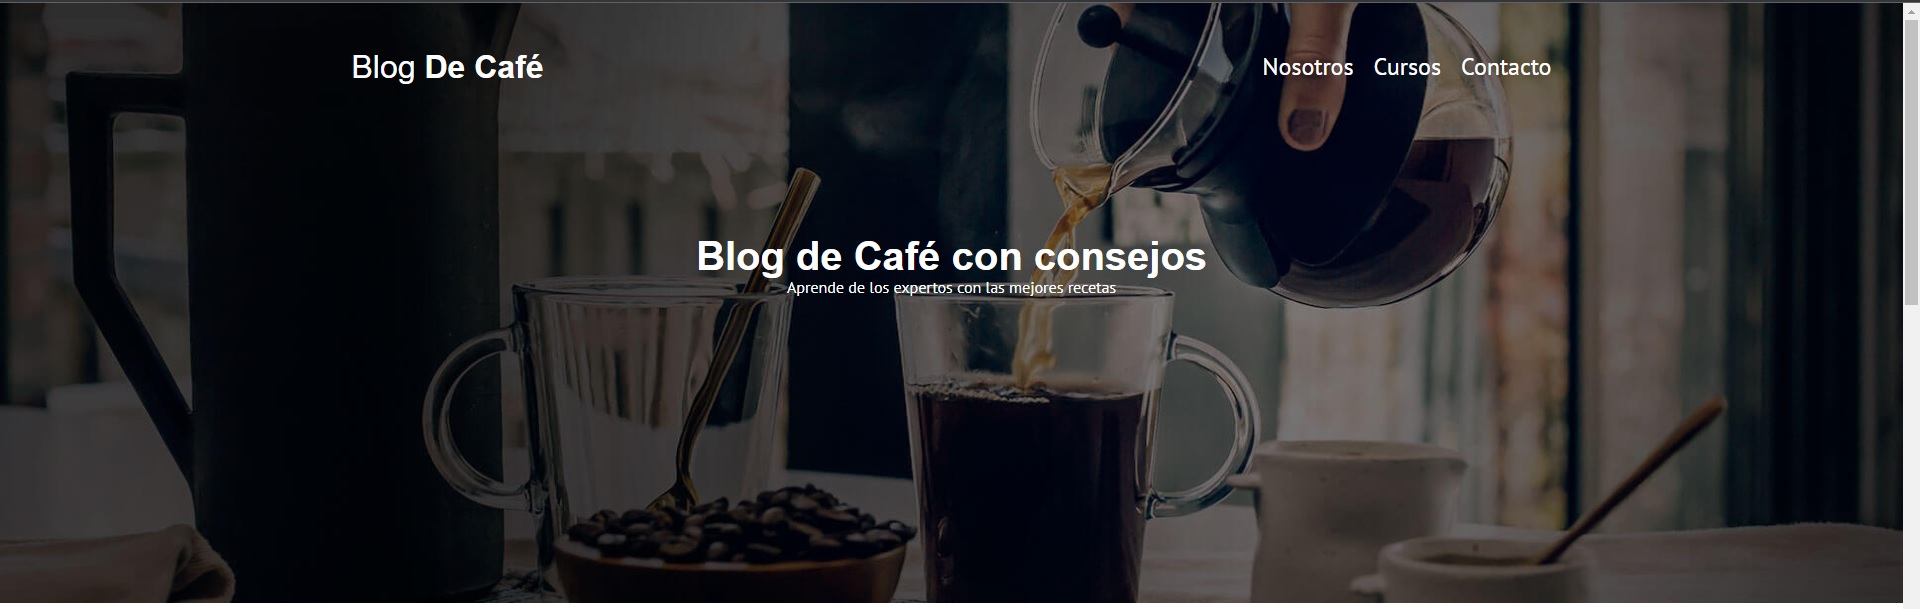 Blog De Café
Nosotros Cursos Contacto
Blog de Café con consejos
Aprende de los expertos con las mejores recetas